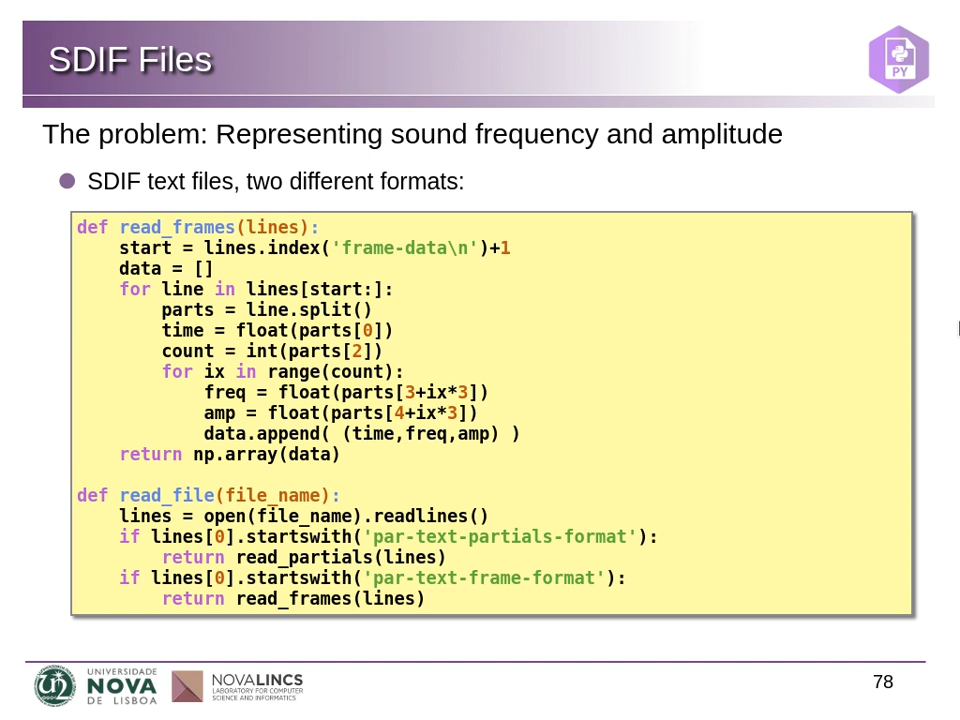 SDIF Files
PY
The problem: Representing sound frequency and amplitude
SDIF text files, two different formats:
def read_frames(lines):
    start = lines.index('frame-data\n')+1
    data = []
    for line in lines[start:]:
        parts = line.split()
        time = float(parts[0])
        count = int(parts[2])
        for ix in range(count):
            freq = float(parts[3+ix*3])
            amp = float(parts[4+ix*3])
            data.append( (time,freq,amp) )
    return np.array(data)
def read_file(file_name):
    lines = open(file_name).readlines()
    if lines[0].startswith('par-text-partials-format'):
        return read_partials(lines)
    if lines[0].startswith('par-text-frame-format'):
        return read_frames(lines)
UNIVERSIDADE
NOVA
DE LISBOA
NOVALINCS
LABORATORY FOR COMPUTER
SCIENCE AND INFORMATICS
78